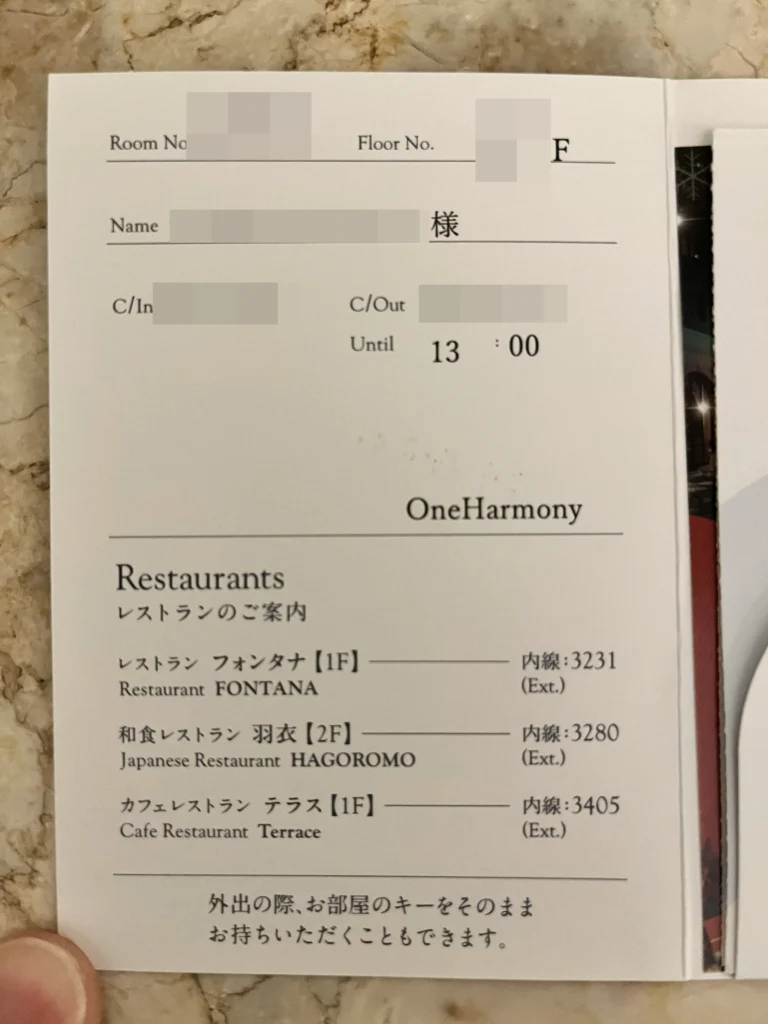 Room No Floor No. F
Name 様
C/In C/Out
Until 13 : 00
OneHarmony
Restaurants
レストランのご案内
レストラン フォンタナ【1F】 内線:3231
Restaurant FONTANA (Ext.)
和食レストラン 羽衣【2F】 内線:3280
Japanese Restaurant HAGOROMO (Ext.)
カフェレストラン テラス【1F】 内線:3405
Cafe Restaurant Terrace (Ext.)
外出の際、お部屋のキーをそのまま
お持ちいただくこともできます。